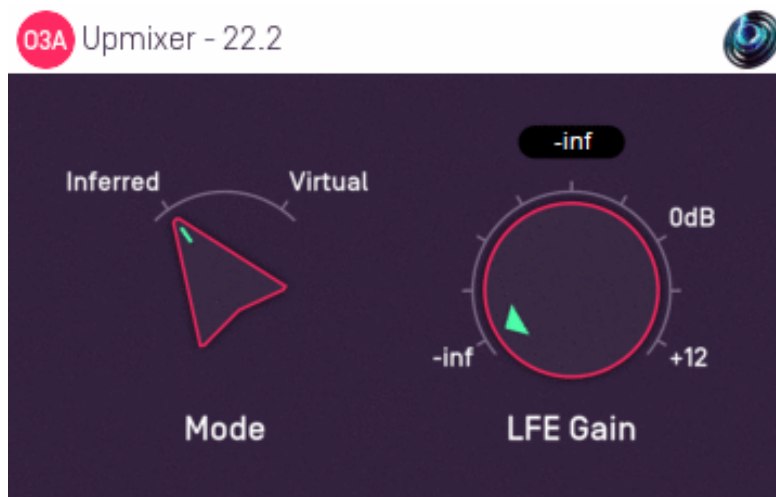 O3A Upmixer - 22.2
-inf
Inferred
Virtual
0dB
-inf
+12
Mode
LFE Gain